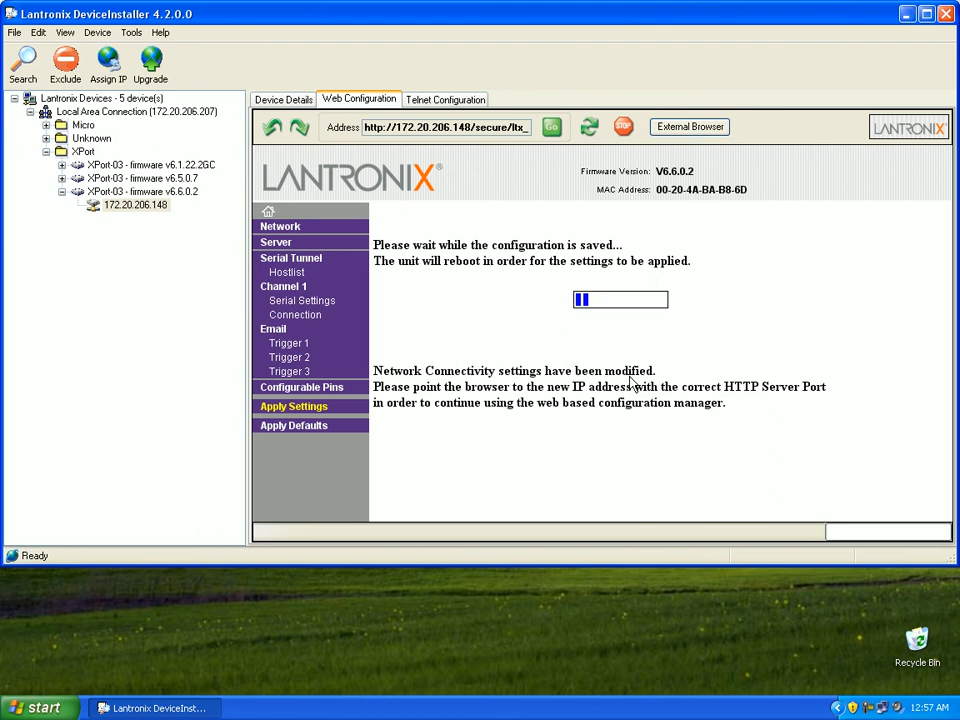 Lantronix DeviceInstaller 4.2.0.0
File Edit View Device Tools Help
Search Exclude Assign IP Upgrade
Lantronix Devices - 5 device(s)
Local Area Connection (172.20.206.207)
Micro
Unknown
XPort
XPort-03 - firmware v6.1.22.2GC
XPort-03 - firmware v6.5.0.7
XPort-03 - firmware v6.6.0.2
172.20.206.148
Device Details Web Configuration Telnet Configuration
Address http://172.20.206.148/secure/ltx_ Go STOP External Browser LANTRONIX
LANTRONIX®
Firmware Version: V6.6.0.2
MAC Address: 00-20-4A-BA-B8-6D
Network
Server
Serial Tunnel
Hostlist
Channel 1
Serial Settings
Connection
Email
Trigger 1
Trigger 2
Trigger 3
Configurable Pins
Apply Settings
Apply Defaults
Please wait while the configuration is saved...
The unit will reboot in order for the settings to be applied.
Network Connectivity settings have been modified.
Please point the browser to the new IP address with the correct HTTP Server Port
in order to continue using the web based configuration manager.
Ready
Recycle Bin
start Lantronix DeviceInst... 12:57 AM